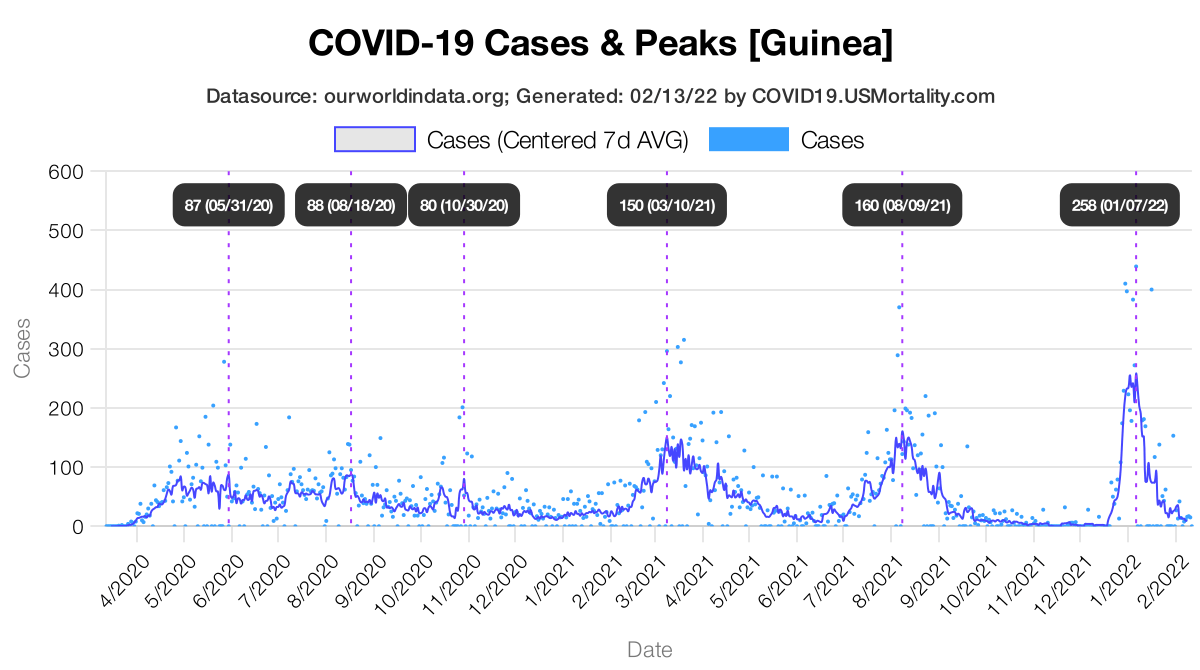 COVID-19 Cases & Peaks [Guinea]
Datasource: ourworldindata.org; Generated: 02/13/22 by COVID19.USMortality.com
Cases (Centered 7d AVG) Cases
600
87 (05/31/20) 88 (08/18/20) 80 (10/30/20) 150 (03/10/21) 160 (08/09/21) 258 (01/07/22)
500
400
300
200
100
0
Cases
4/2020 5/2020 6/2020 7/2020 8/2020 9/2020 10/2020 11/2020 12/2020 1/2021 2/2021 3/2021 4/2021 5/2021 6/2021 7/2021 8/2021 9/2021 10/2021 11/2021 12/2021 1/2022 2/2022
Date